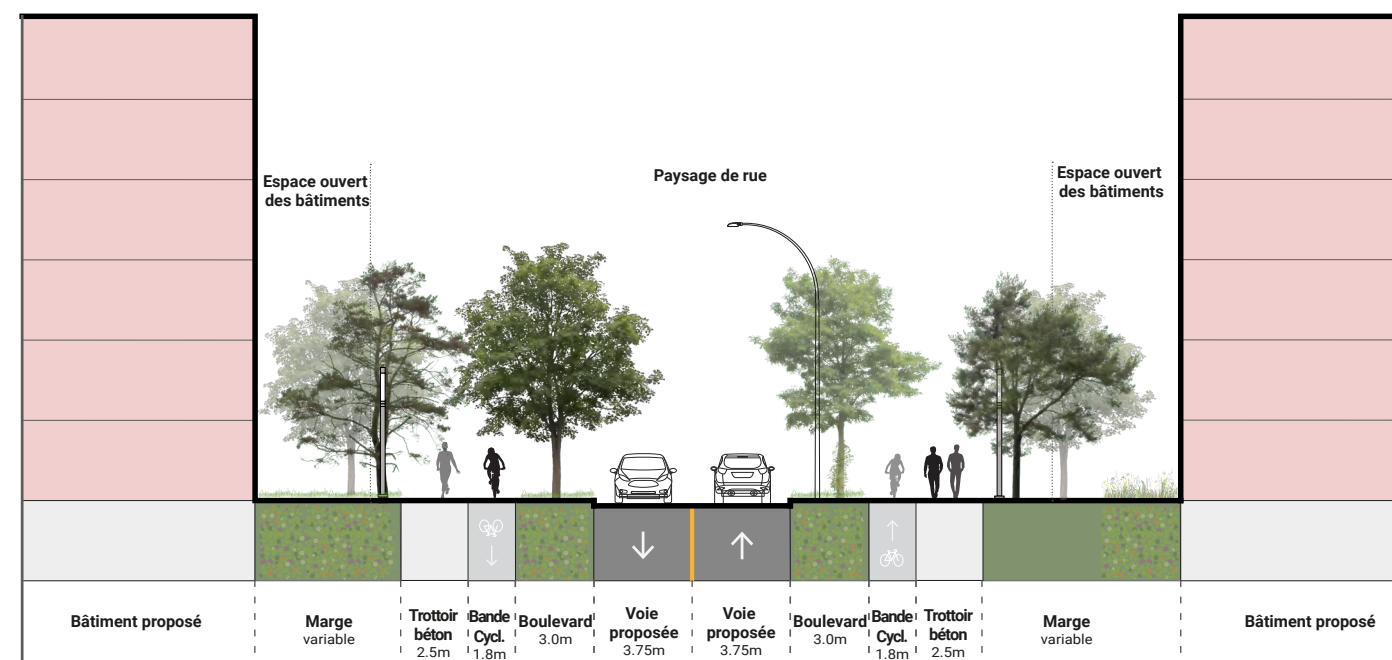 Espace ouvert
des bâtiments
Paysage de rue
Espace ouvert
des bâtiments
Bâtiment proposé
Marge
variable
Trottoir
béton
2.5m
Bande
Cycl.
1.8m
Boulevard
3.0m
Voie
proposée
3.75m
Voie
proposée
3.75m
Boulevard
3.0m
Bande
Cycl.
1.8m
Trottoir
béton
2.5m
Marge
variable
Bâtiment proposé